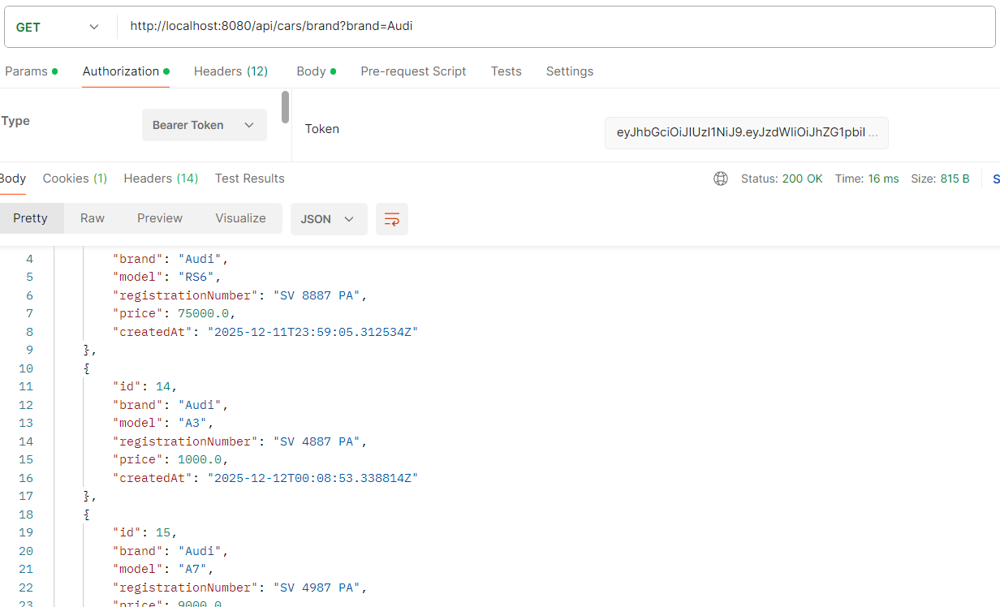 GET http://localhost:8080/api/cars/brand?brand=Audi
Params Authorization Headers (12) Body Pre-request Script Tests Settings
Type Bearer Token Token eyJhbGciOiJIUzI1NiJ9.eyJzdWIiOiJhZG1pbiI ...
Body Cookies (1) Headers (14) Test Results Status: 200 OK Time: 16 ms Size: 815 B S
Pretty Raw Preview Visualize JSON
4 "brand": "Audi",
5 "model": "RS6",
6 "registrationNumber": "SV 8887 PA",
7 "price": 75000.0,
8 "createdAt": "2025-12-11T23:59:05.312534Z"
9 },
10 {
11 "id": 14,
12 "brand": "Audi",
13 "model": "A3",
14 "registrationNumber": "SV 4887 PA",
15 "price": 1000.0,
16 "createdAt": "2025-12-12T00:08:53.338814Z"
17 },
18 {
19 "id": 15,
20 "brand": "Audi",
21 "model": "A7",
22 "registrationNumber": "SV 4987 PA",
23 "price": 9000.0